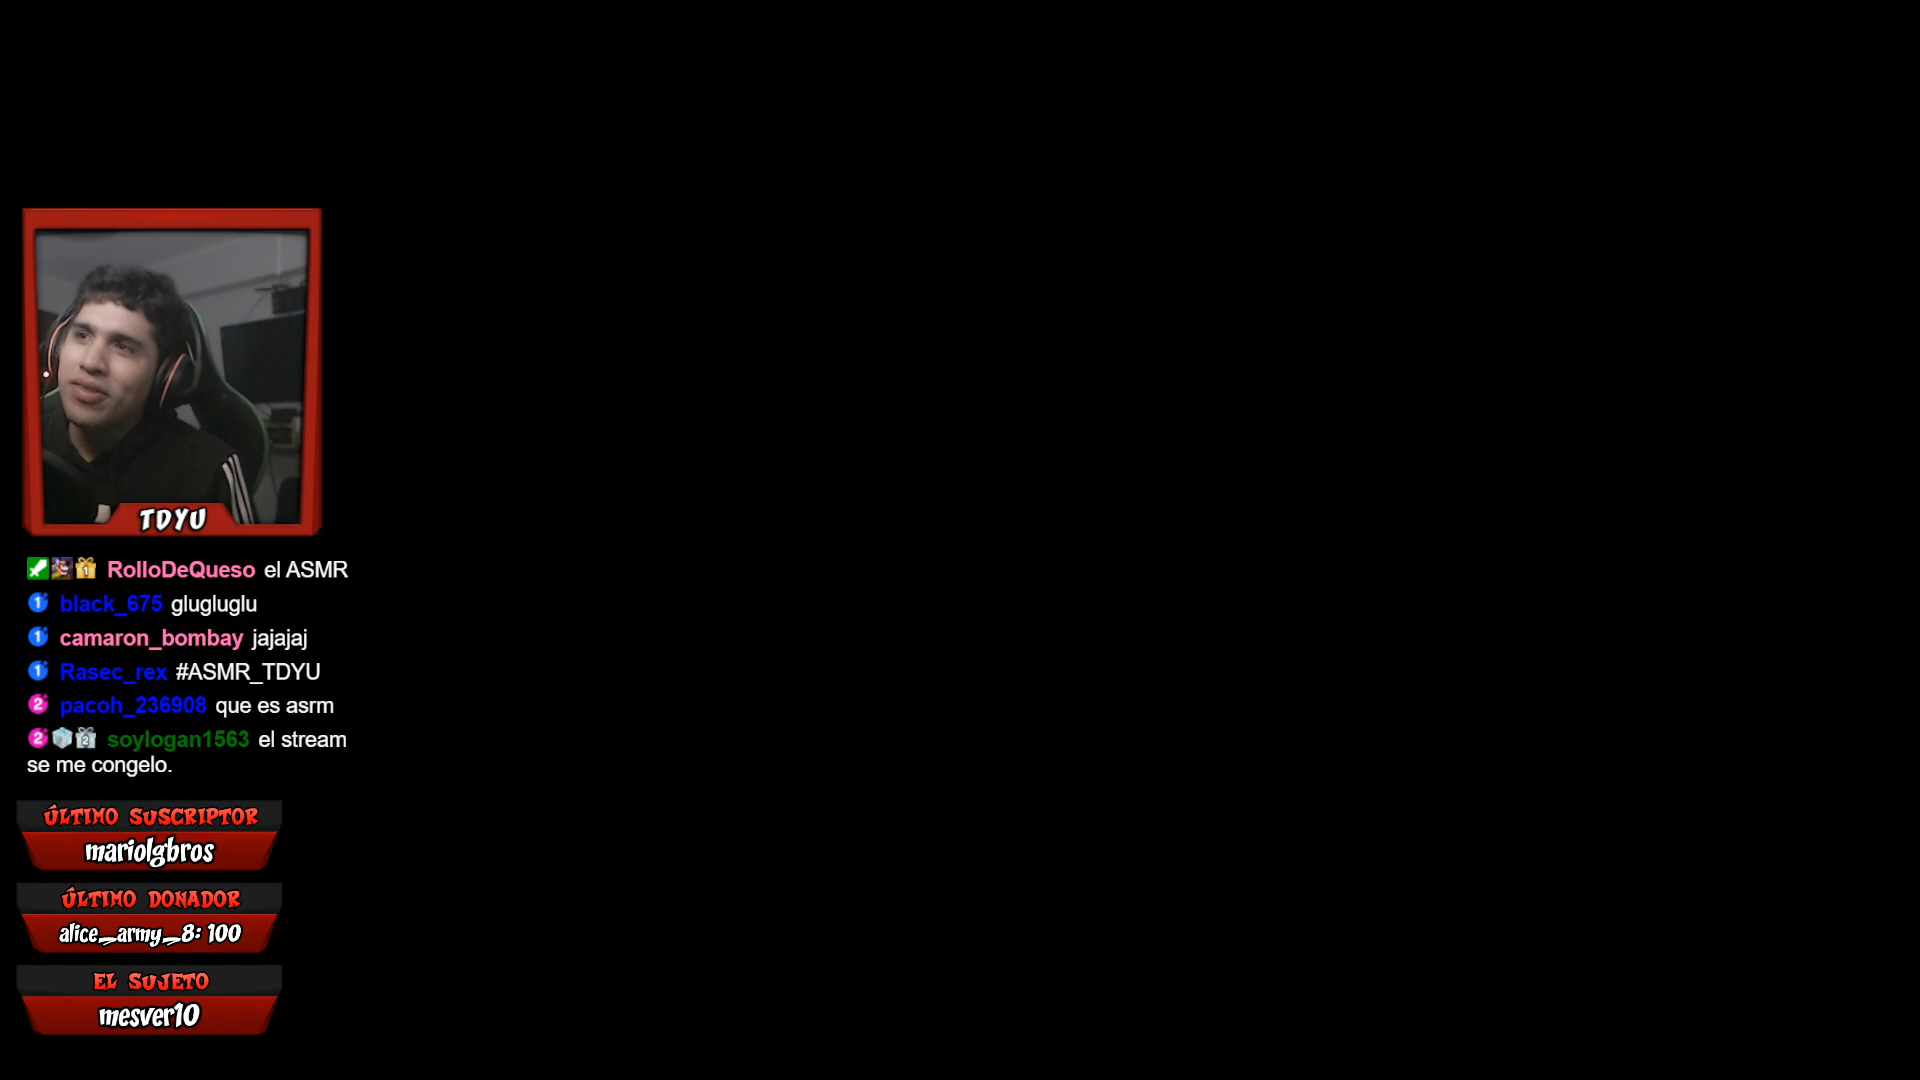 TDYU
RolloDeQueso el ASMR
black_675 glugluglu
camaron_bombay jajajaj
Rasec_rex #ASMR_TDYU
pacoh_236908 que es asrm
soylogan1563 el stream
se me congelo.
ÚLTIMO SUSCRIPTOR
mariolgbros
ÚLTIMO DONADOR
alice_army_8: 100
EL SUJETO
mesver10